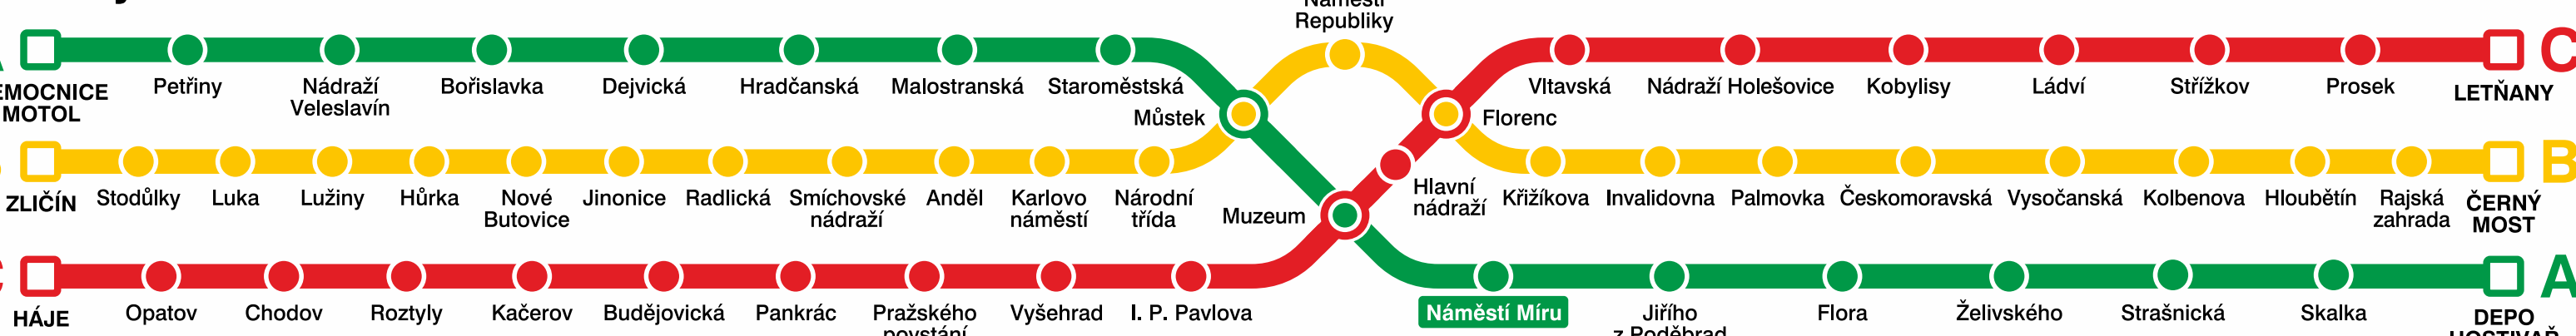 Náměstí
Republiky
C
Petřiny
Nádraží
Veleslavín
Bořislavka
Dejvická
Hradčanská
Malostranská
Staroměstská
Vltavská
Nádraží Holešovice
Kobylisy
Ládví
Střížkov
Prosek
LETŇANY
MOTOL
Můstek
Florenc
B
ZLIČÍN
Stodůlky
Luka
Lužiny
Hůrka
Nové
Butovice
Jinonice
Radlická
Smíchovské
nádraží
Anděl
Karlovo
náměstí
Národní
třída
Muzeum
Hlavní
nádraží
Křižíkova
Invalidovna
Palmovka
Českomoravská
Vysočanská
Kolbenova
Hloubětín
Rajská
zahrada
ČERNÝ
MOST
A
HÁJE
Opatov
Chodov
Roztyly
Kačerov
Budějovická
Pankrác
Pražského
povstání
Vyšehrad
I. P. Pavlova
Náměstí Míru
Jiřího
z Poděbrad
Flora
Želivského
Strašnická
Skalka
DEPO